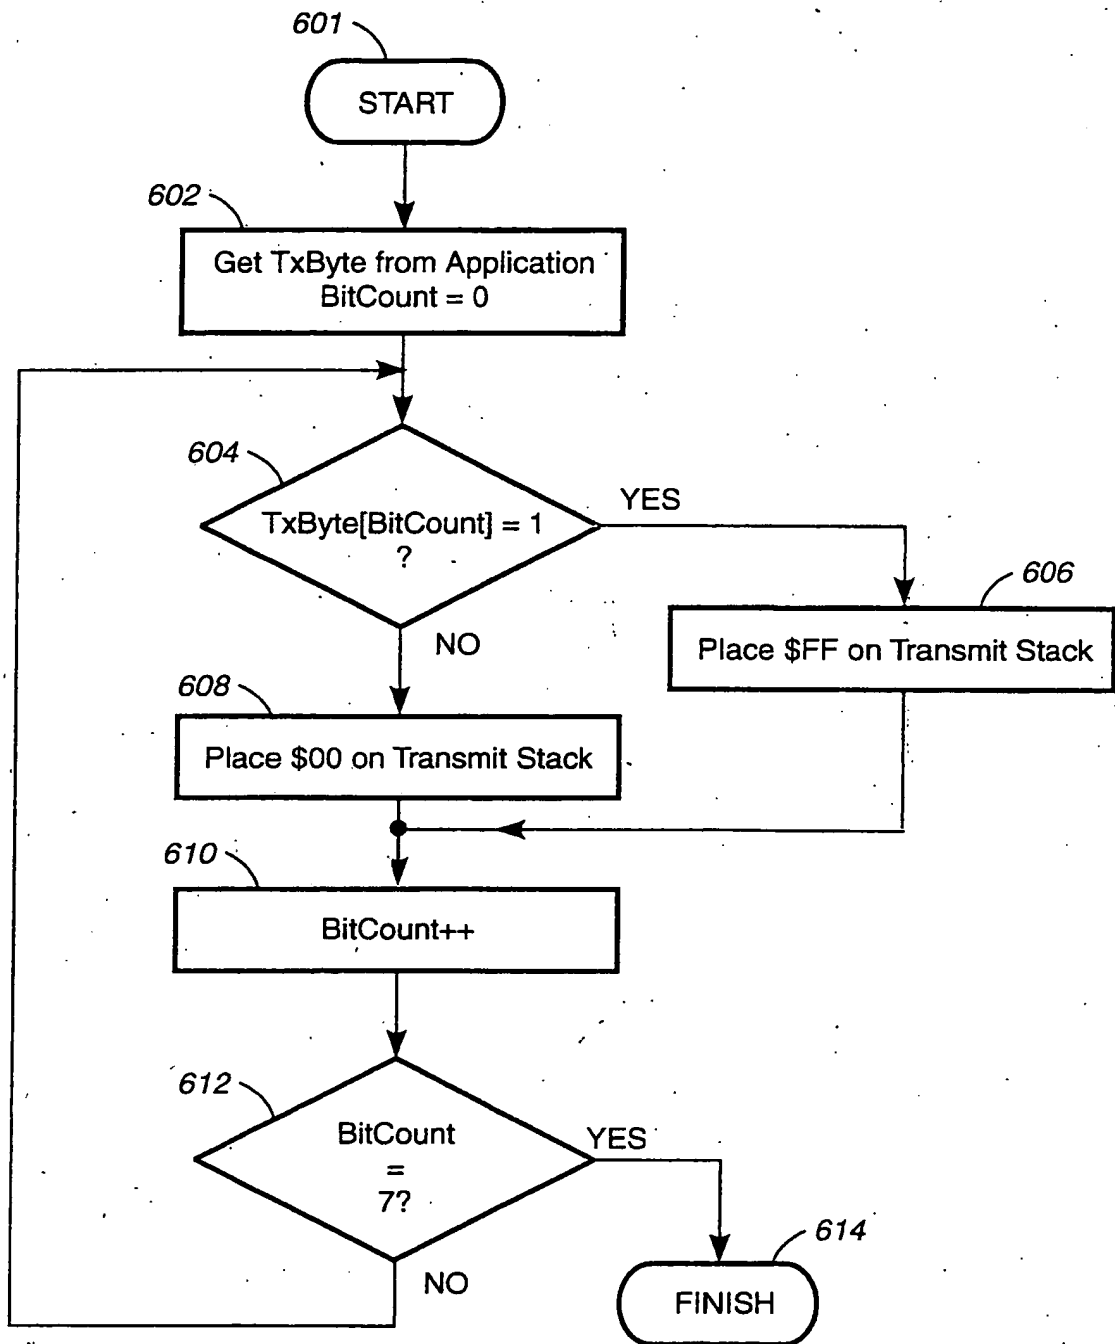 601
START
602
Get TxByte from Application
BitCount = 0
604
TxByte[BitCount] = 1
?
YES
606
Place $FF on Transmit Stack
NO
608
Place $00 on Transmit Stack
610
BitCount++
612
BitCount
=
7?
YES
614
NO
FINISH